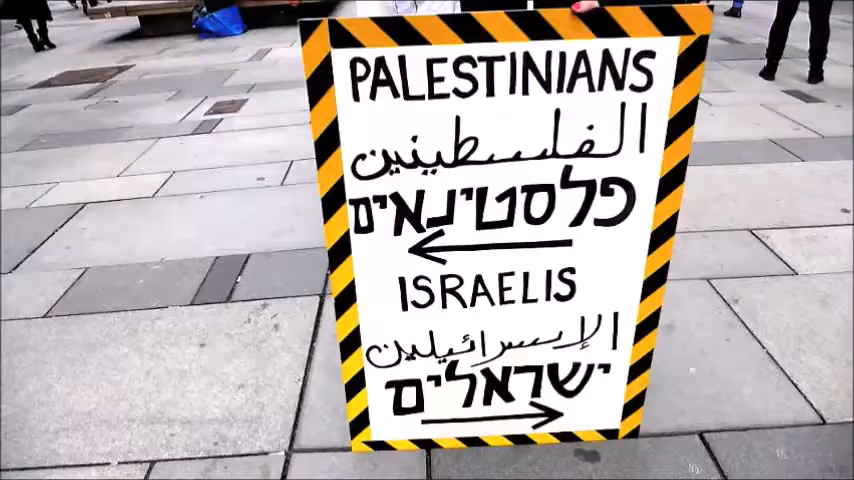 PALESTINIANS
الفلسطينين
פלסטינאים
ISRAELIS
الإسرائيلين
ישראלים